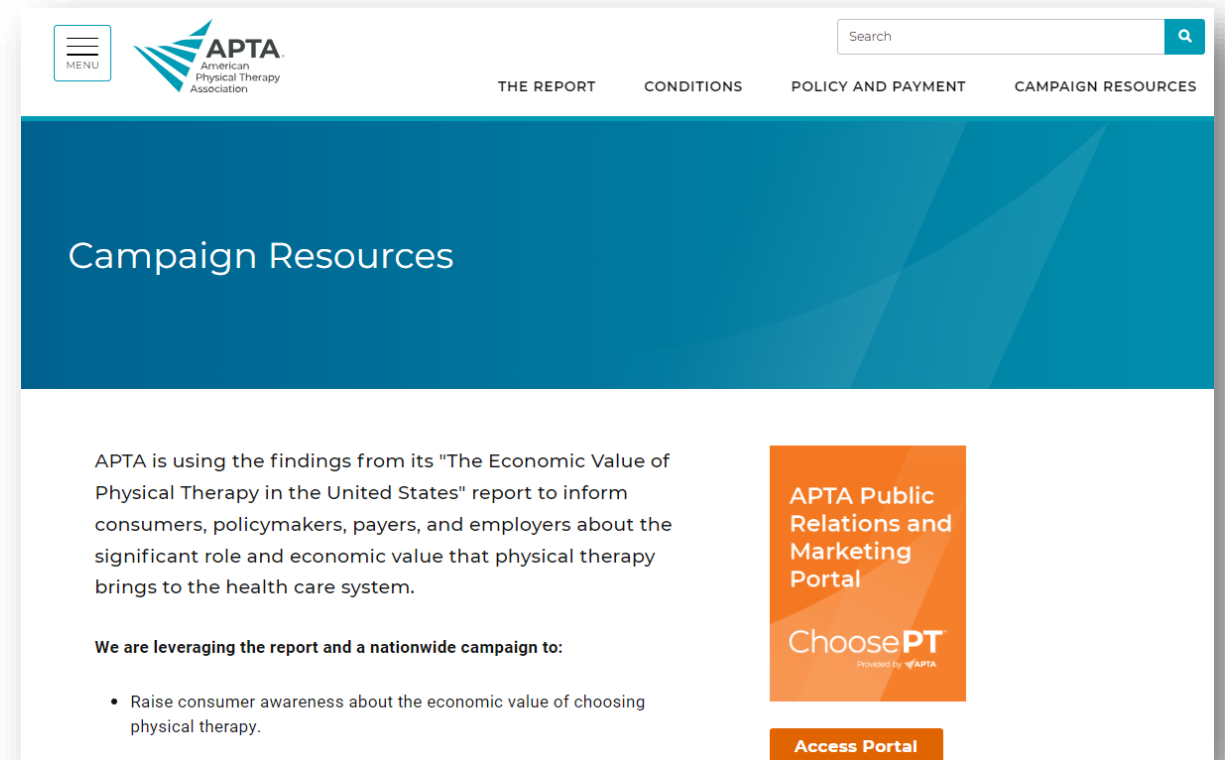 MENU
APTA.
American
Physical Therapy
Association
Search
THE REPORT CONDITIONS POLICY AND PAYMENT CAMPAIGN RESOURCES
Campaign Resources
APTA is using the findings from its "The Economic Value of
Physical Therapy in the United States" report to inform
consumers, policymakers, payers, and employers about the
significant role and economic value that physical therapy
brings to the health care system.
We are leveraging the report and a nationwide campaign to:
• Raise consumer awareness about the economic value of choosing
physical therapy.
APTA Public
Relations and
Marketing
Portal
ChoosePT
Provided by APTA
Access Portal